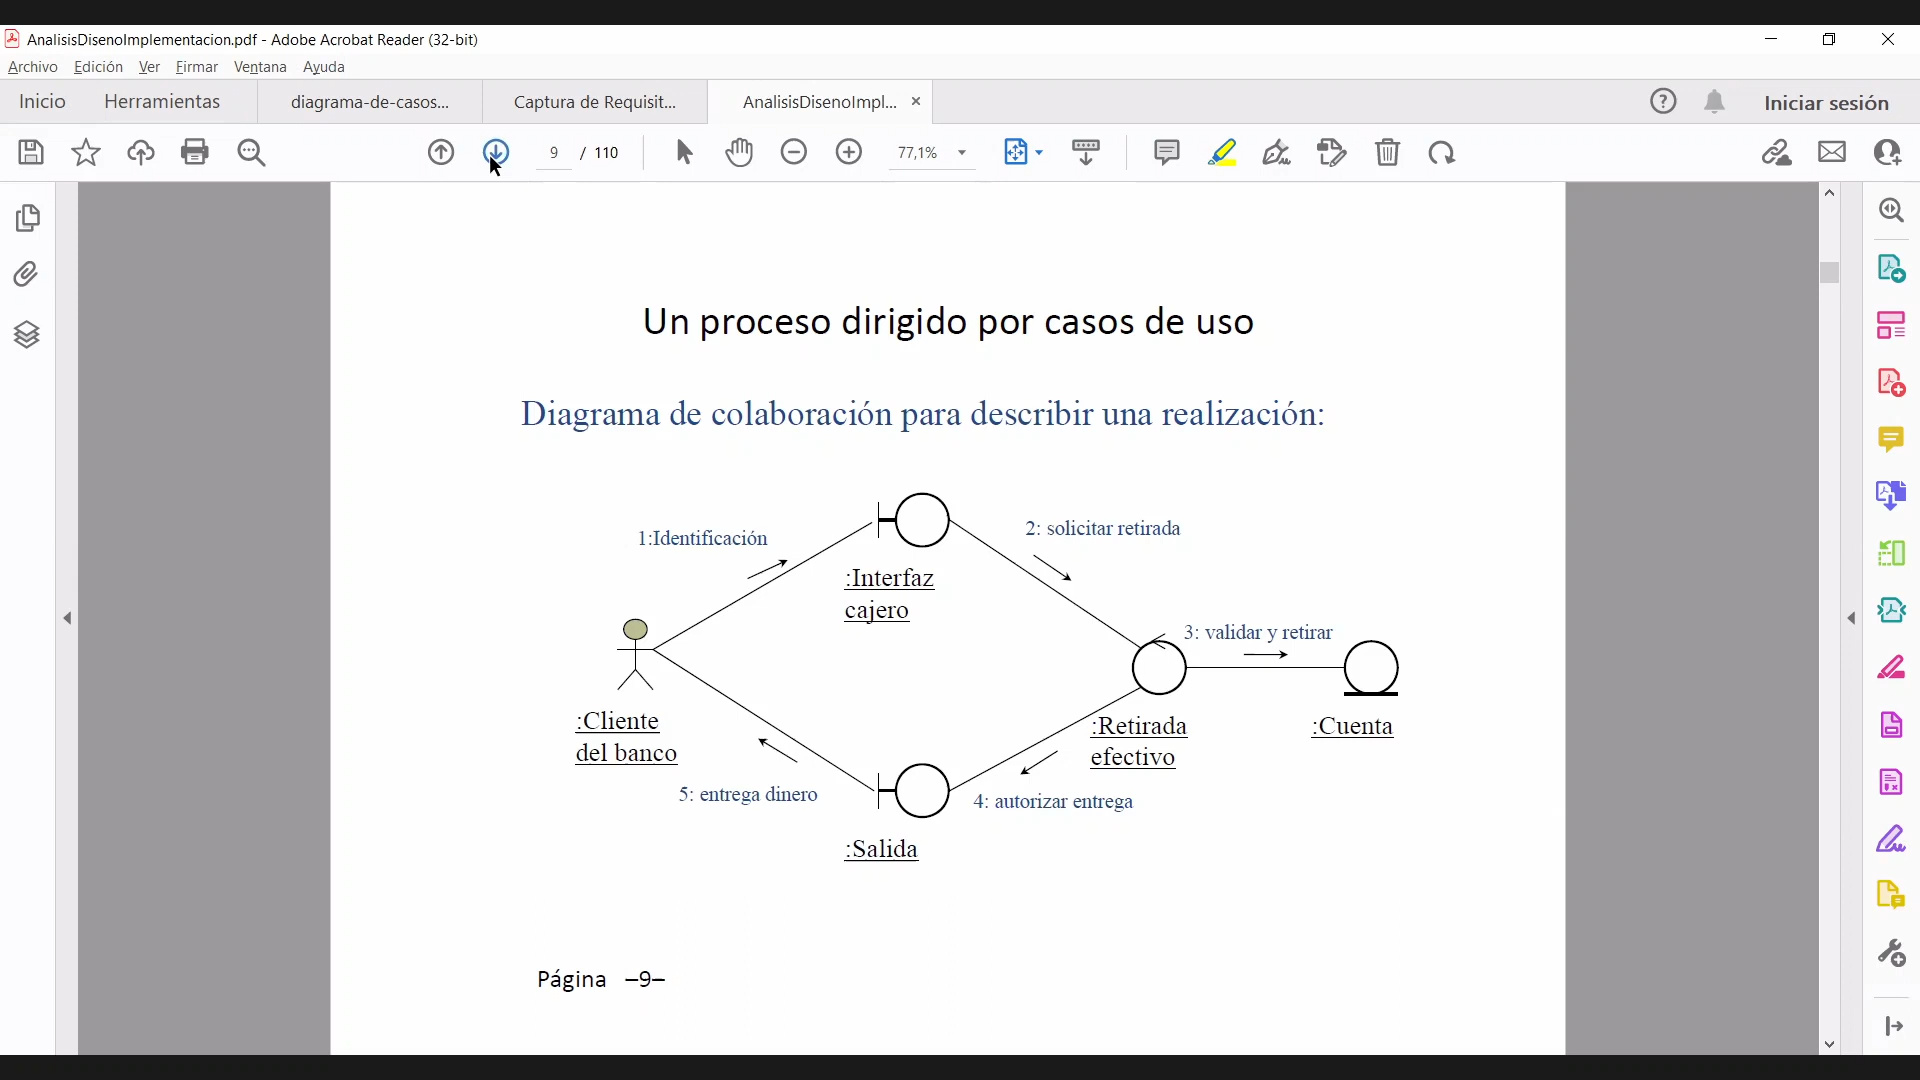 AnalisisDisenoImplementacion.pdf - Adobe Acrobat Reader (32-bit)
Archivo Edición Ver Firmar Ventana Ayuda
Inicio Herramientas diagrama-de-casos... Captura de Requisit... AnalisisDisenoImpl... × Iniciar sesión
9 / 110 77,1%
Un proceso dirigido por casos de uso
Diagrama de colaboración para describir una realización:
1:Identificación
2: solicitar retirada
:Interfaz
cajero
3: validar y retirar
:Cliente
del banco
:Retirada
efectivo
:Cuenta
5: entrega dinero
4: autorizar entrega
:Salida
Página –9–